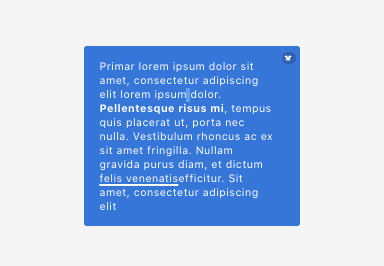 Primar lorem ipsum dolor sit
amet, consectetur adipiscing
elit lorem ipsum dolor.
Pellentesque risus mi, tempus
quis placerat ut, porta nec
nulla. Vestibulum rhoncus ac ex
sit amet fringilla. Nullam
gravida purus diam, et dictum
felis venenatisefficitur. Sit
amet, consectetur adipiscing
elit